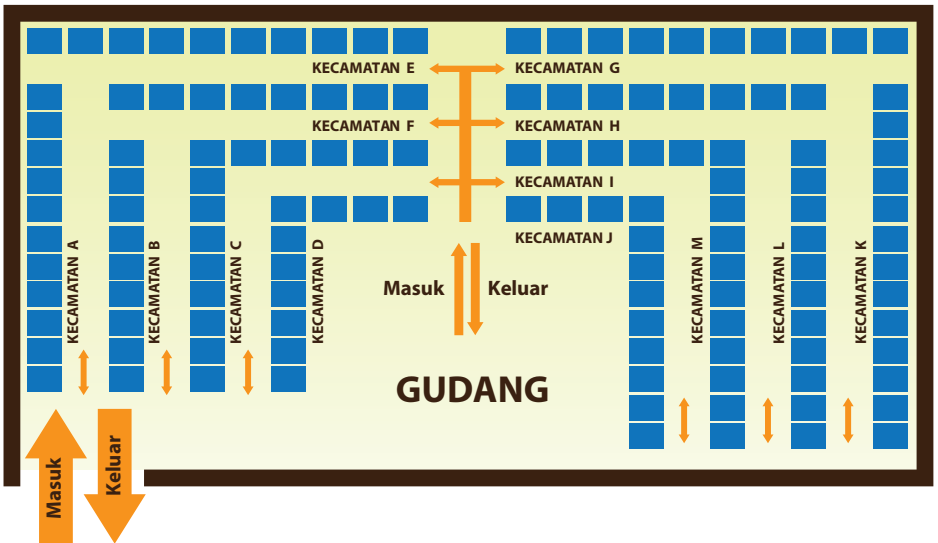 KECAMATAN E
KECAMATAN G
KECAMATAN F
KECAMATAN H
KECAMATAN I
KECAMATAN J
KECAMATAN A
KECAMATAN B
KECAMATAN C
KECAMATAN D
KECAMATAN M
KECAMATAN L
KECAMATAN K
Masuk
Keluar
GUDANG
Masuk
Keluar